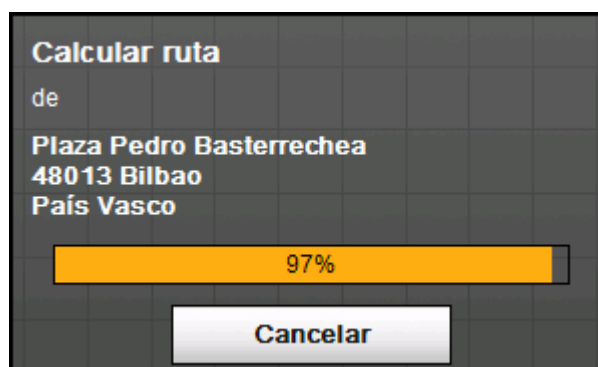 Calcular ruta
de
Plaza Pedro Basterrechea
48013 Bilbao
País Vasco
97%
Cancelar